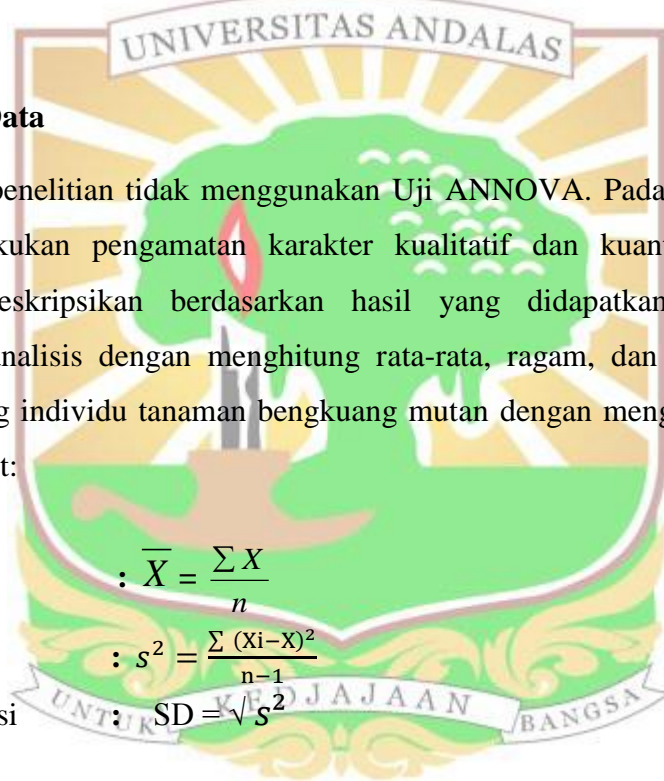 UNIVERSITAS ANDALAS
Data
penelitian tidak menggunakan Uji ANNOVA. Pada
kukan pengamatan karakter kualitatif dan kuan
eskripsikan berdasarkan hasil yang didapatkan
nalisis dengan menghitung rata-rata, ragam, dan
g individu tanaman bengkuang mutan dengan meng
t:
: X̅ = ∑ X / n
: s² = ∑ (Xi−X)² / n−1
si : SD = √ s²
UNTUK KEDJAJAAN BANGSA